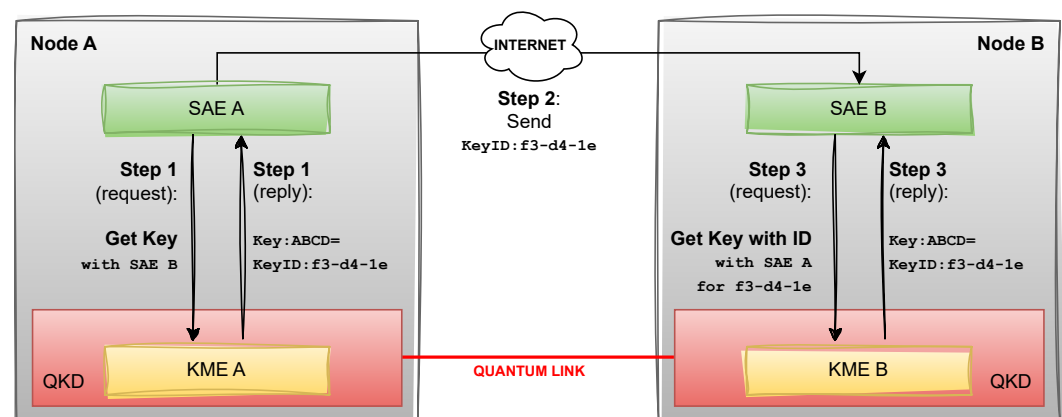 Node A
INTERNET
Node B
SAE A
SAE B
Step 2:
Send
KeyID:f3-d4-1e
Step 1
(request):
Step 1
(reply):
Get Key
with SAE B
Key:ABCD=
KeyID:f3-d4-1e
Step 3
(request):
Step 3
(reply):
Get Key with ID
with SAE A
for f3-d4-1e
Key:ABCD=
KeyID:f3-d4-1e
KME A
QKD
QUANTUM LINK
KME B
QKD